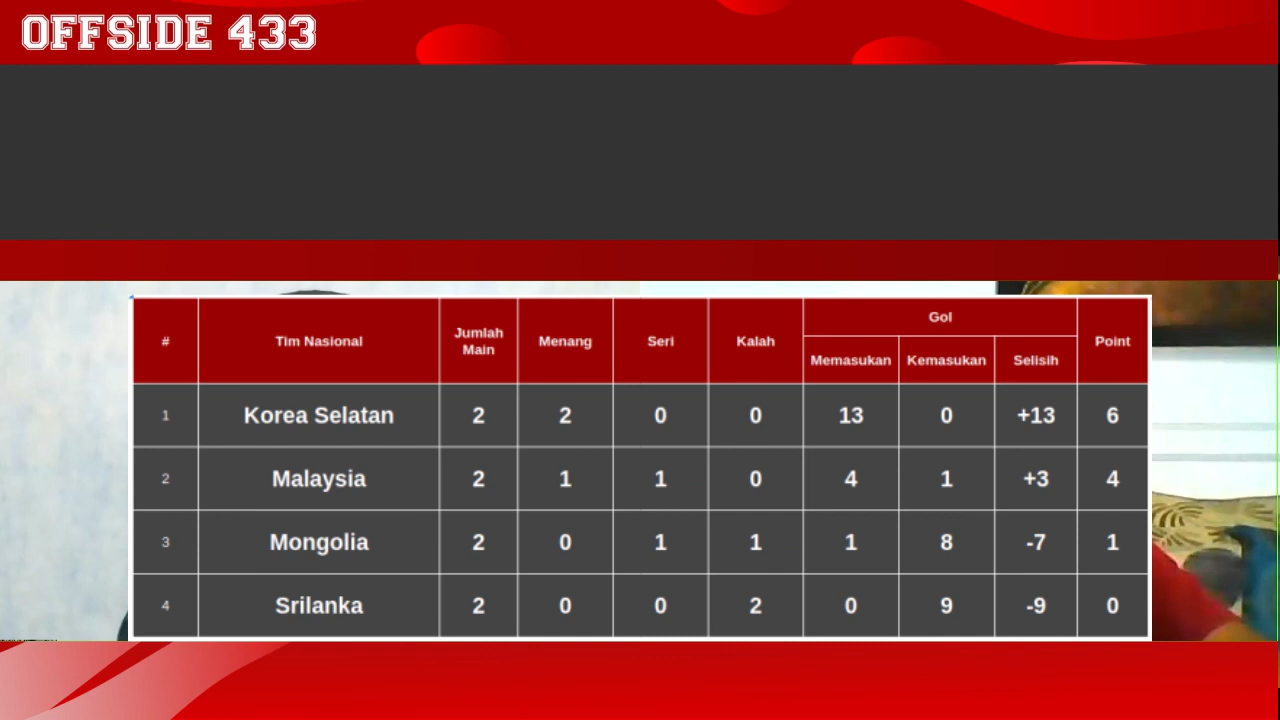 OFFSIDE 433
# Tim Nasional Jumlah Main Menang Seri Kalah Gol Point
Memasukan Kemasukan Selisih
1 Korea Selatan 2 2 0 0 13 0 +13 6
2 Malaysia 2 1 1 0 4 1 +3 4
3 Mongolia 2 0 1 1 1 8 -7 1
4 Srilanka 2 0 0 2 0 9 -9 0